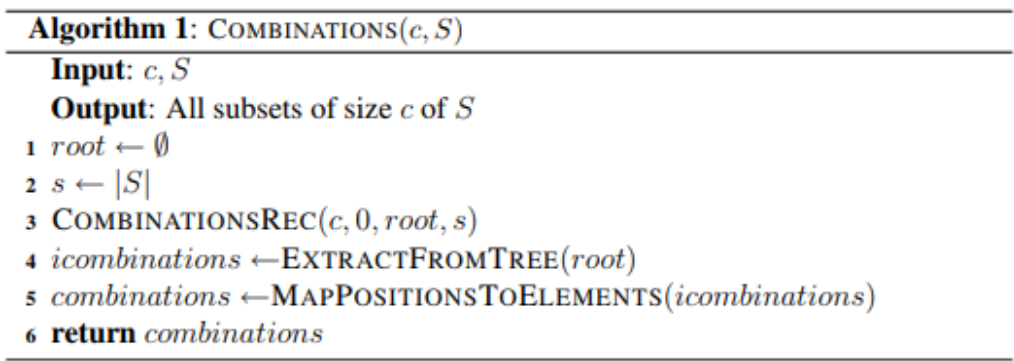 Algorithm 1: COMBINATIONS(c, S)
Input: c, S
Output: All subsets of size c of S
1 root ← ∅
2 s ← |S|
3 COMBINATIONSREC(c, 0, root, s)
4 icombinations ←EXTRACTFROMTREE(root)
5 combinations ←MAPPOSITIONSTOELEMENTS(icombinations)
6 return combinations